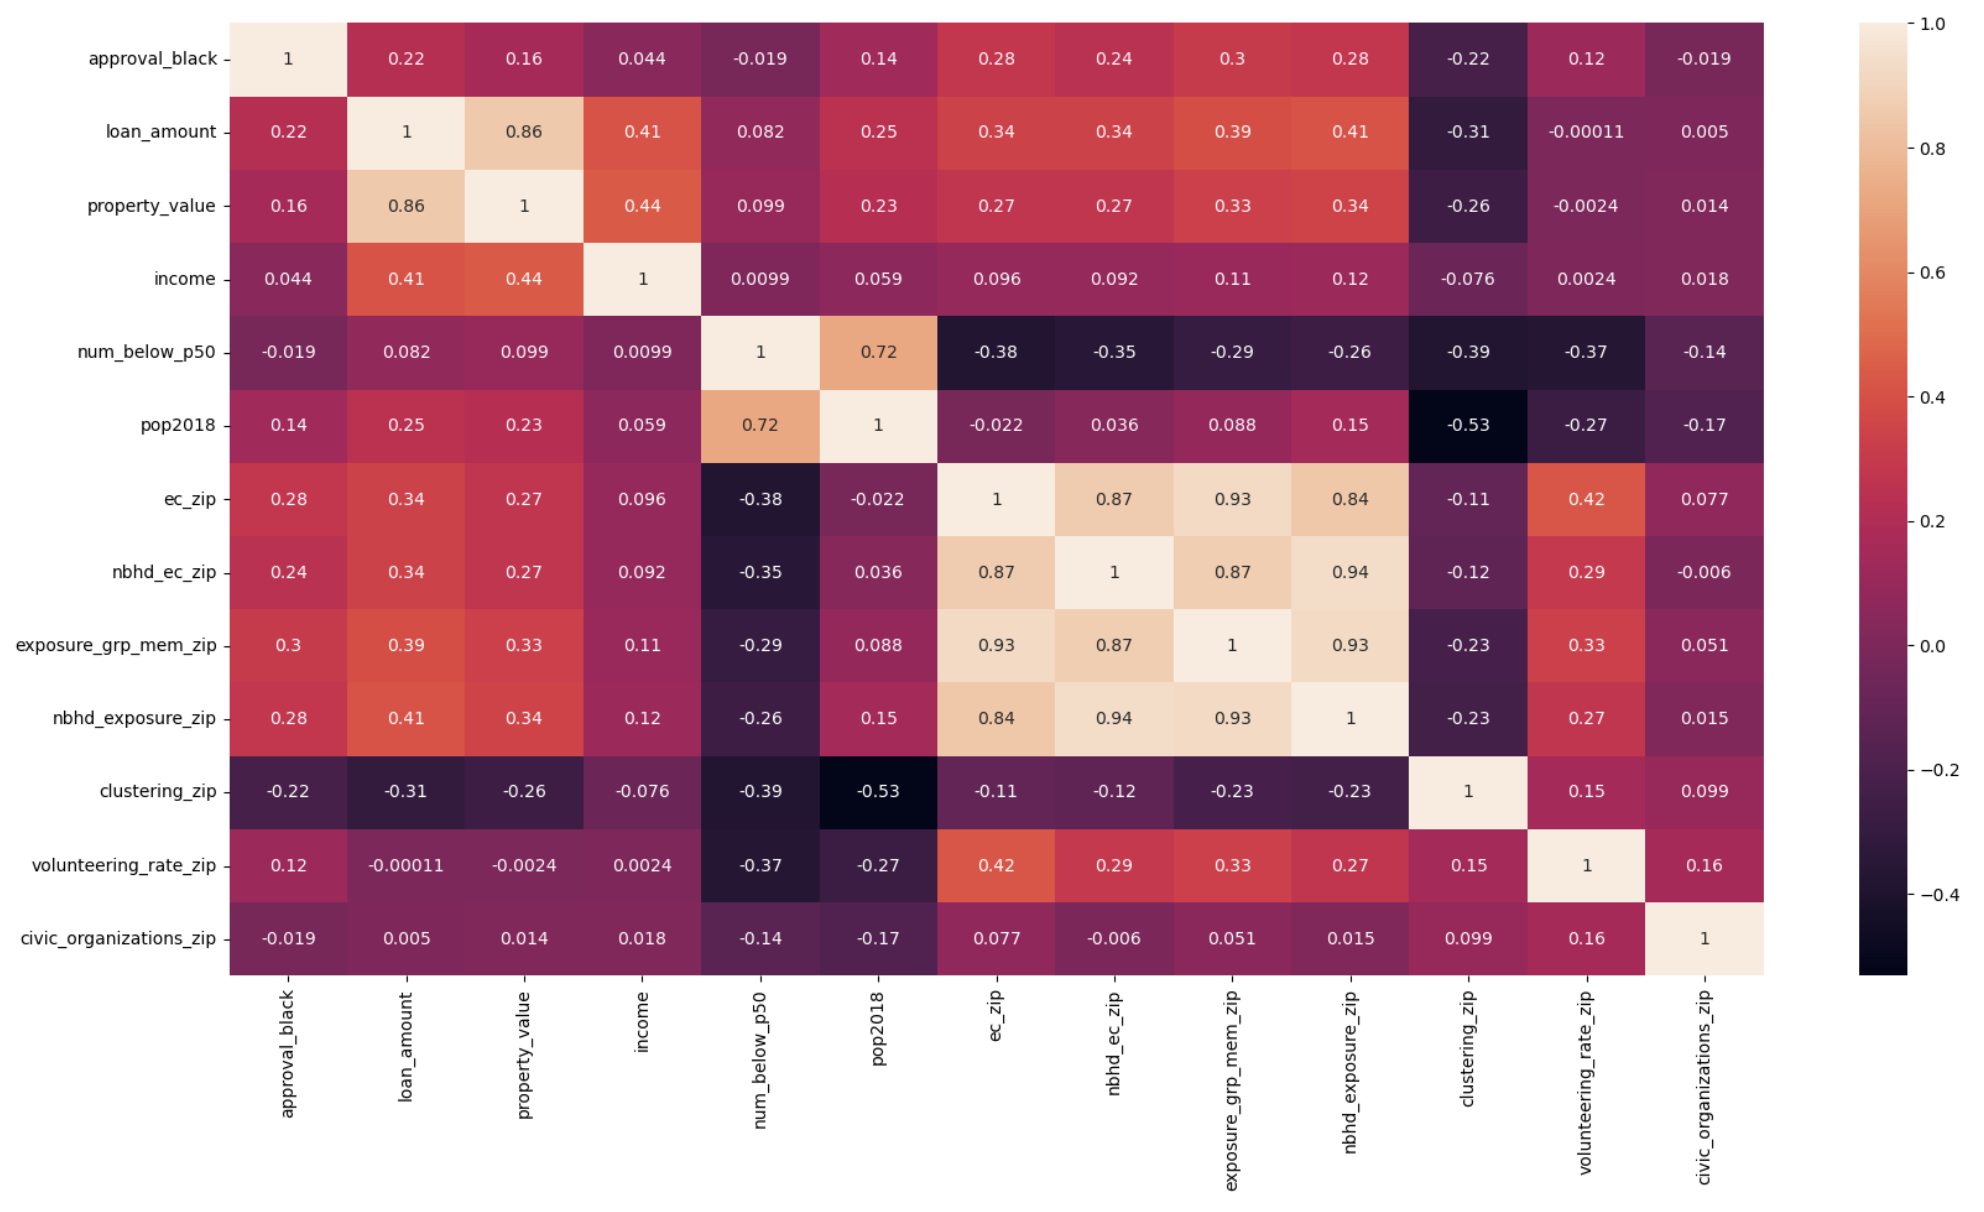 approval_black 1 0.22 0.16 0.044 -0.019 0.14 0.28 0.24 0.3 0.28 -0.22 0.12 -0.019
loan_amount 0.22 1 0.86 0.41 0.082 0.25 0.34 0.34 0.39 0.41 -0.31 -0.00011 0.005
property_value 0.16 0.86 1 0.44 0.099 0.23 0.27 0.27 0.33 0.34 -0.26 -0.0024 0.014
income 0.044 0.41 0.44 1 0.0099 0.059 0.096 0.092 0.11 0.12 -0.076 0.0024 0.018
num_below_p50 -0.019 0.082 0.099 0.0099 1 0.72 -0.38 -0.35 -0.29 -0.26 -0.39 -0.37 -0.14
pop2018 0.14 0.25 0.23 0.059 0.72 1 -0.022 0.036 0.088 0.15 -0.53 -0.27 -0.17
ec_zip 0.28 0.34 0.27 0.096 -0.38 -0.022 1 0.87 0.93 0.84 -0.11 0.42 0.077
nbhd_ec_zip 0.24 0.34 0.27 0.092 -0.35 0.036 0.87 1 0.87 0.94 -0.12 0.29 -0.006
exposure_grp_mem_zip 0.3 0.39 0.33 0.11 -0.29 0.088 0.93 0.87 1 0.93 -0.23 0.33 0.051
nbhd_exposure_zip 0.28 0.41 0.34 0.12 -0.26 0.15 0.84 0.94 0.93 1 -0.23 0.27 0.015
clustering_zip -0.22 -0.31 -0.26 -0.076 -0.39 -0.53 -0.11 -0.12 -0.23 -0.23 1 0.15 0.099
volunteering_rate_zip 0.12 -0.00011 -0.0024 0.0024 -0.37 -0.27 0.42 0.29 0.33 0.27 0.15 1 0.16
civic_organizations_zip -0.019 0.005 0.014 0.018 -0.14 -0.17 0.077 -0.006 0.051 0.015 0.099 0.16 1
approval_black
loan_amount
property_value
income
num_below_p50
pop2018
ec_zip
nbhd_ec_zip
exposure_grp_mem_zip
nbhd_exposure_zip
clustering_zip
volunteering_rate_zip
civic_organizations_zip
1.0
0.8
0.6
0.4
0.2
0.0
−0.2
−0.4